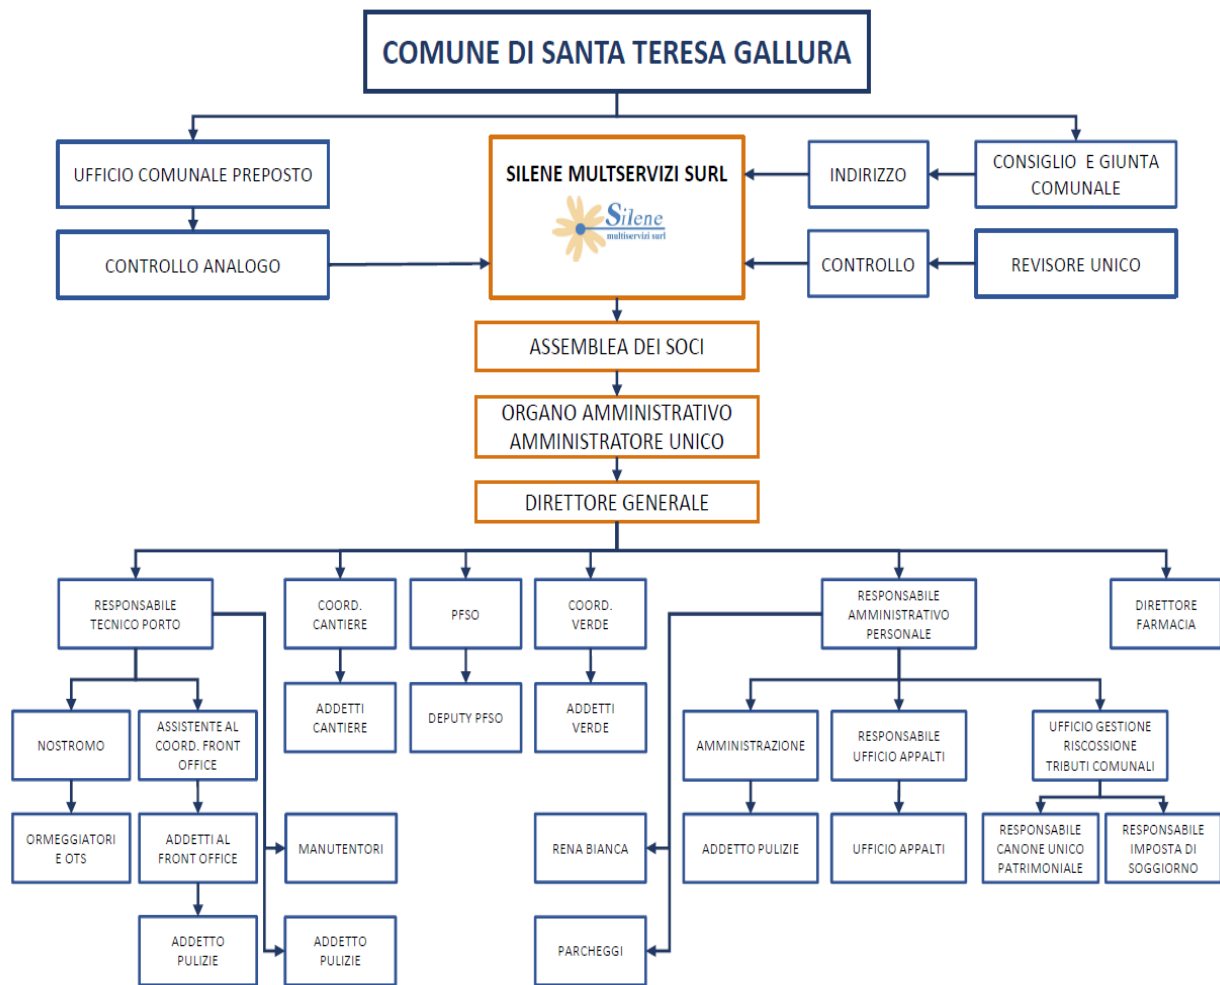 COMUNE DI SANTA TERESA GALLURA
UFFICIO COMUNALE PREPOSTO
SILENE MULTSERVIZI SURL
Silene
multiservizi surl
INDIRIZZO
CONSIGLIO E GIUNTA
COMUNALE
CONTROLLO ANALOGO
CONTROLLO
REVISORE UNICO
ASSEMBLEA DEI SOCI
ORGANO AMMINISTRATIVO
AMMINISTRATORE UNICO
DIRETTORE GENERALE
RESPONSABILE
TECNICO PORTO
COORD.
CANTIERE
PFSO
COORD.
VERDE
RESPONSABILE
AMMINISTRATIVO
PERSONALE
DIRETTORE
FARMACIA
NOSTROMO
ASSISTENTE AL
COORD. FRONT
OFFICE
ADDETTI
CANTIERE
DEPUTY PFSO
ADDETTI
VERDE
AMMINISTRAZIONE
RESPONSABILE
UFFICIO APPALTI
UFFICIO GESTIONE
RISCOSSIONE
TRIBUTI COMUNALI
ORMEGGIATORI
E OTS
ADDETTI AL
FRONT OFFICE
MANUTENTORI
RENA BIANCA
ADDETTO PULIZIE
UFFICIO APPALTI
RESPONSABILE
CANONE UNICO
PATRIMONIALE
RESPONSABILE
IMPOSTA DI
SOGGIORNO
ADDETTO
PULIZIE
ADDETTO
PULIZIE
PARCHEGGI